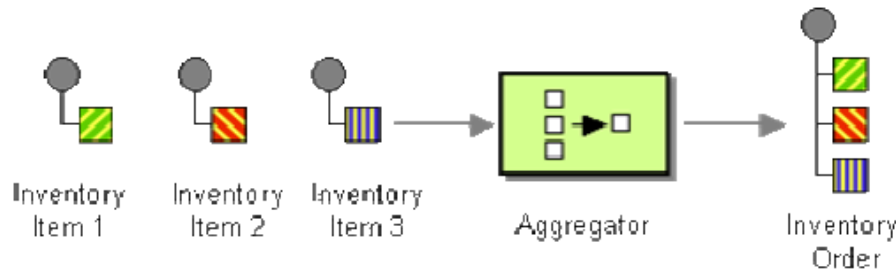 Inventory
Item 1
Inventory
Item 2
Inventory
Item 3
Aggregator
Inventory
Order